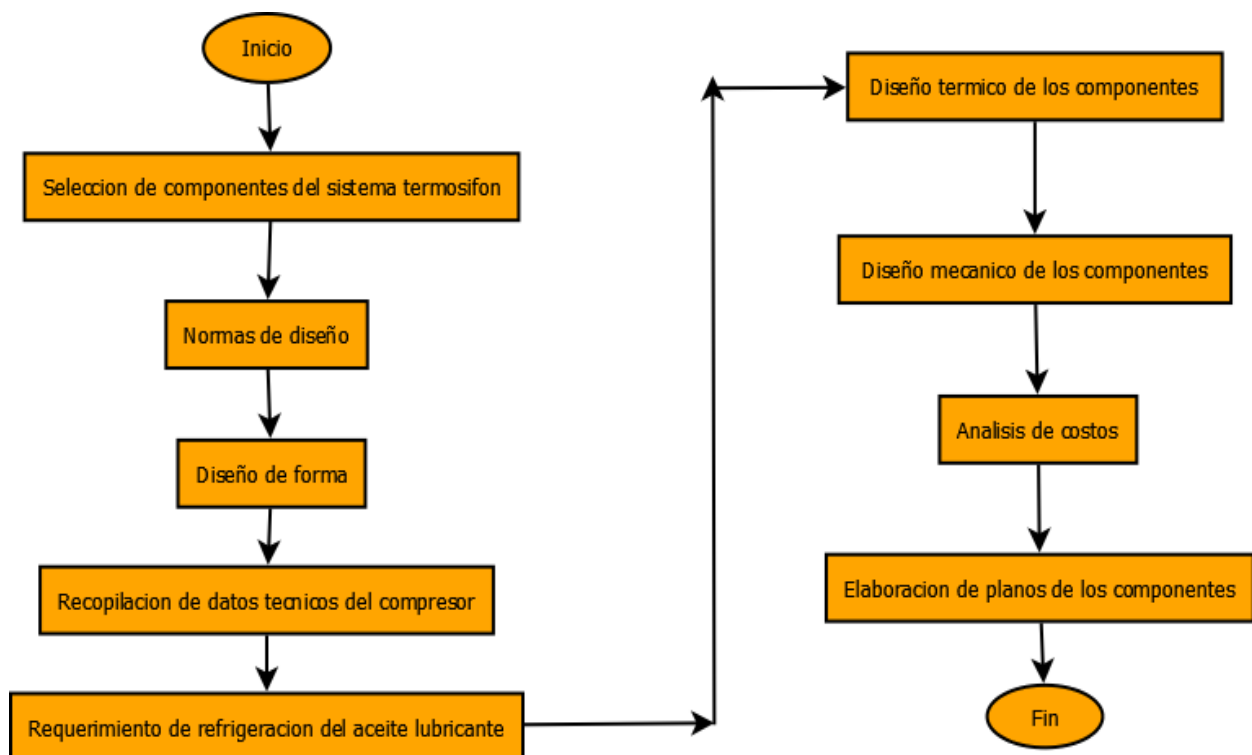 Inicio
Seleccion de componentes del sistema termosifon
Normas de diseño
Diseño de forma
Recopilacion de datos tecnicos del compresor
Requerimiento de refrigeracion del aceite lubricante
Diseño termico de los componentes
Diseño mecanico de los componentes
Analisis de costos
Elaboracion de planos de los componentes
Fin